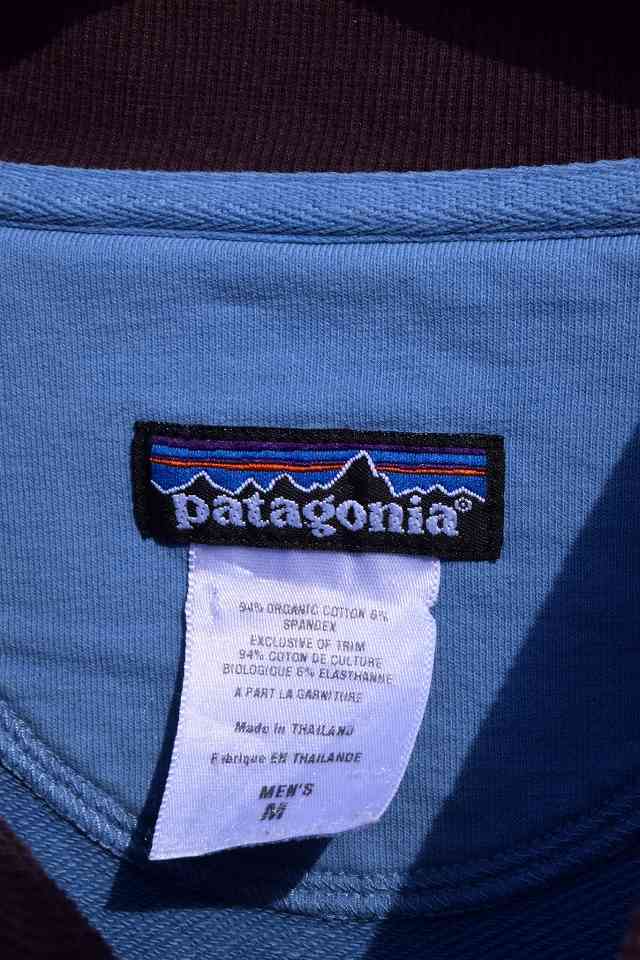 patagonia®
94% ORGANIC COTTON 6%
SPANDEX
EXCLUSIVE OF TRIM
94% COTON DE CULTURE
BIOLOGIQUE 6% ELASTHANNE
A PART LA GARNITURE
Made in THAILAND
Fabrique EN THAILANDE
MEN'S
M